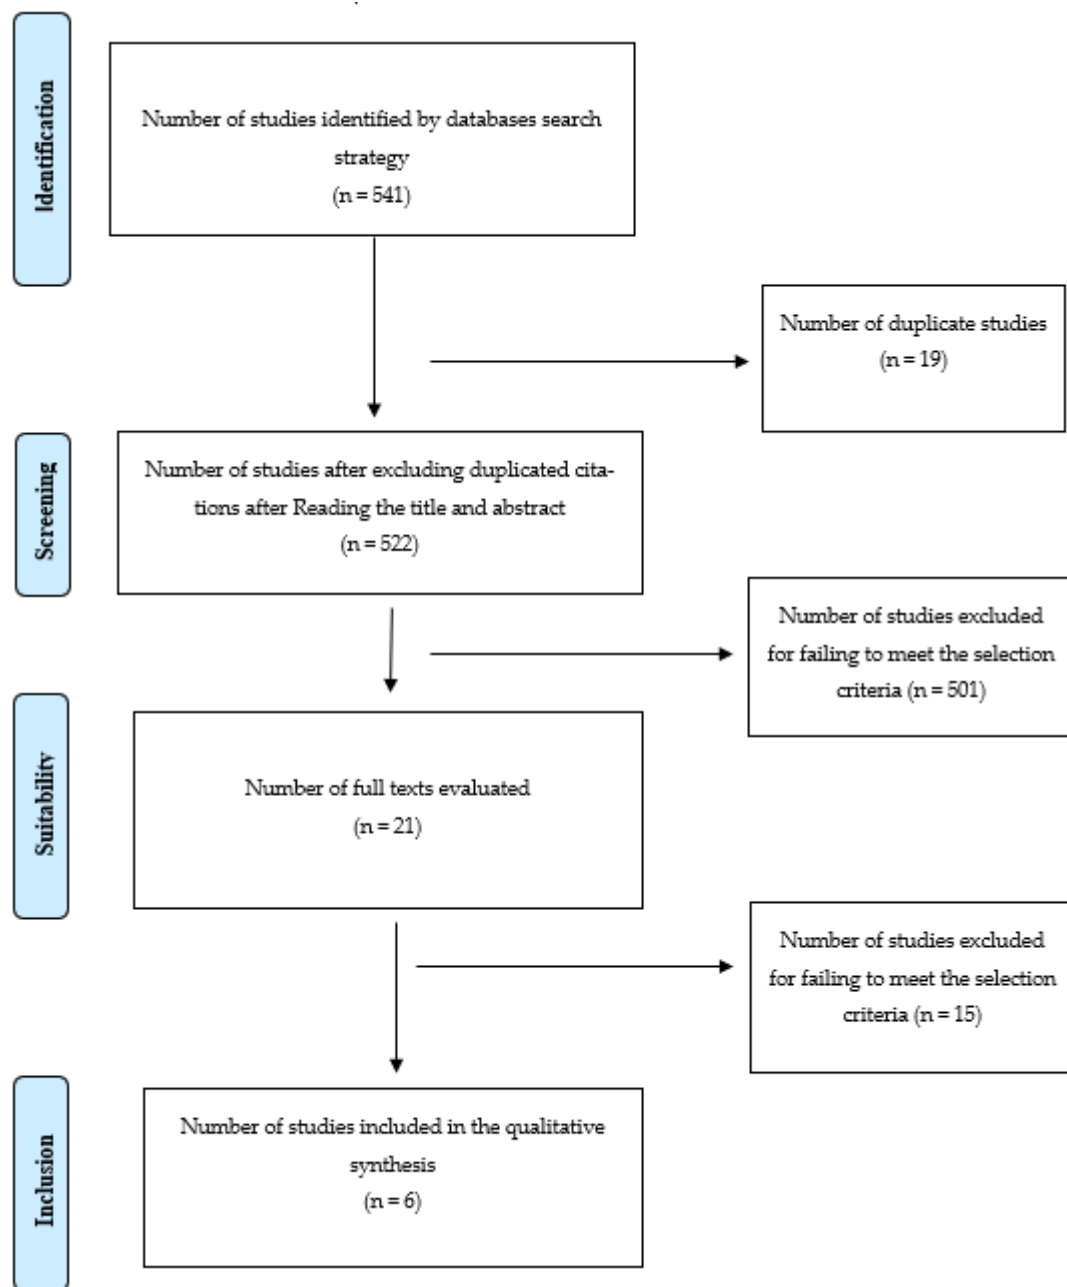 Identification
Number of studies identified by databases search
strategy
(n = 541)
Number of duplicate studies
(n = 19)
Screening
Number of studies after excluding duplicated cita-
tions after Reading the title and abstract
(n = 522)
Number of studies excluded
for failing to meet the selection
criteria (n = 501)
Suitability
Number of full texts evaluated
(n = 21)
Number of studies excluded
for failing to meet the selection
criteria (n = 15)
Inclusion
Number of studies included in the qualitative
synthesis
(n = 6)